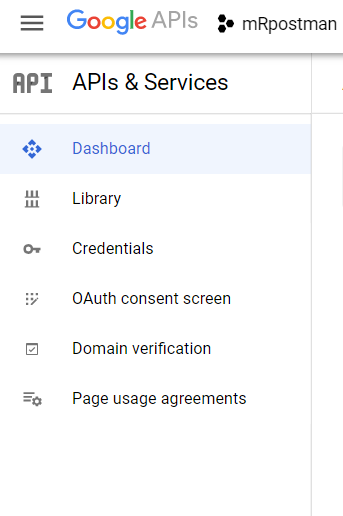 Google APIs mRpostman
API APIs & Services
Dashboard
Library
Credentials
OAuth consent screen
Domain verification
Page usage agreements